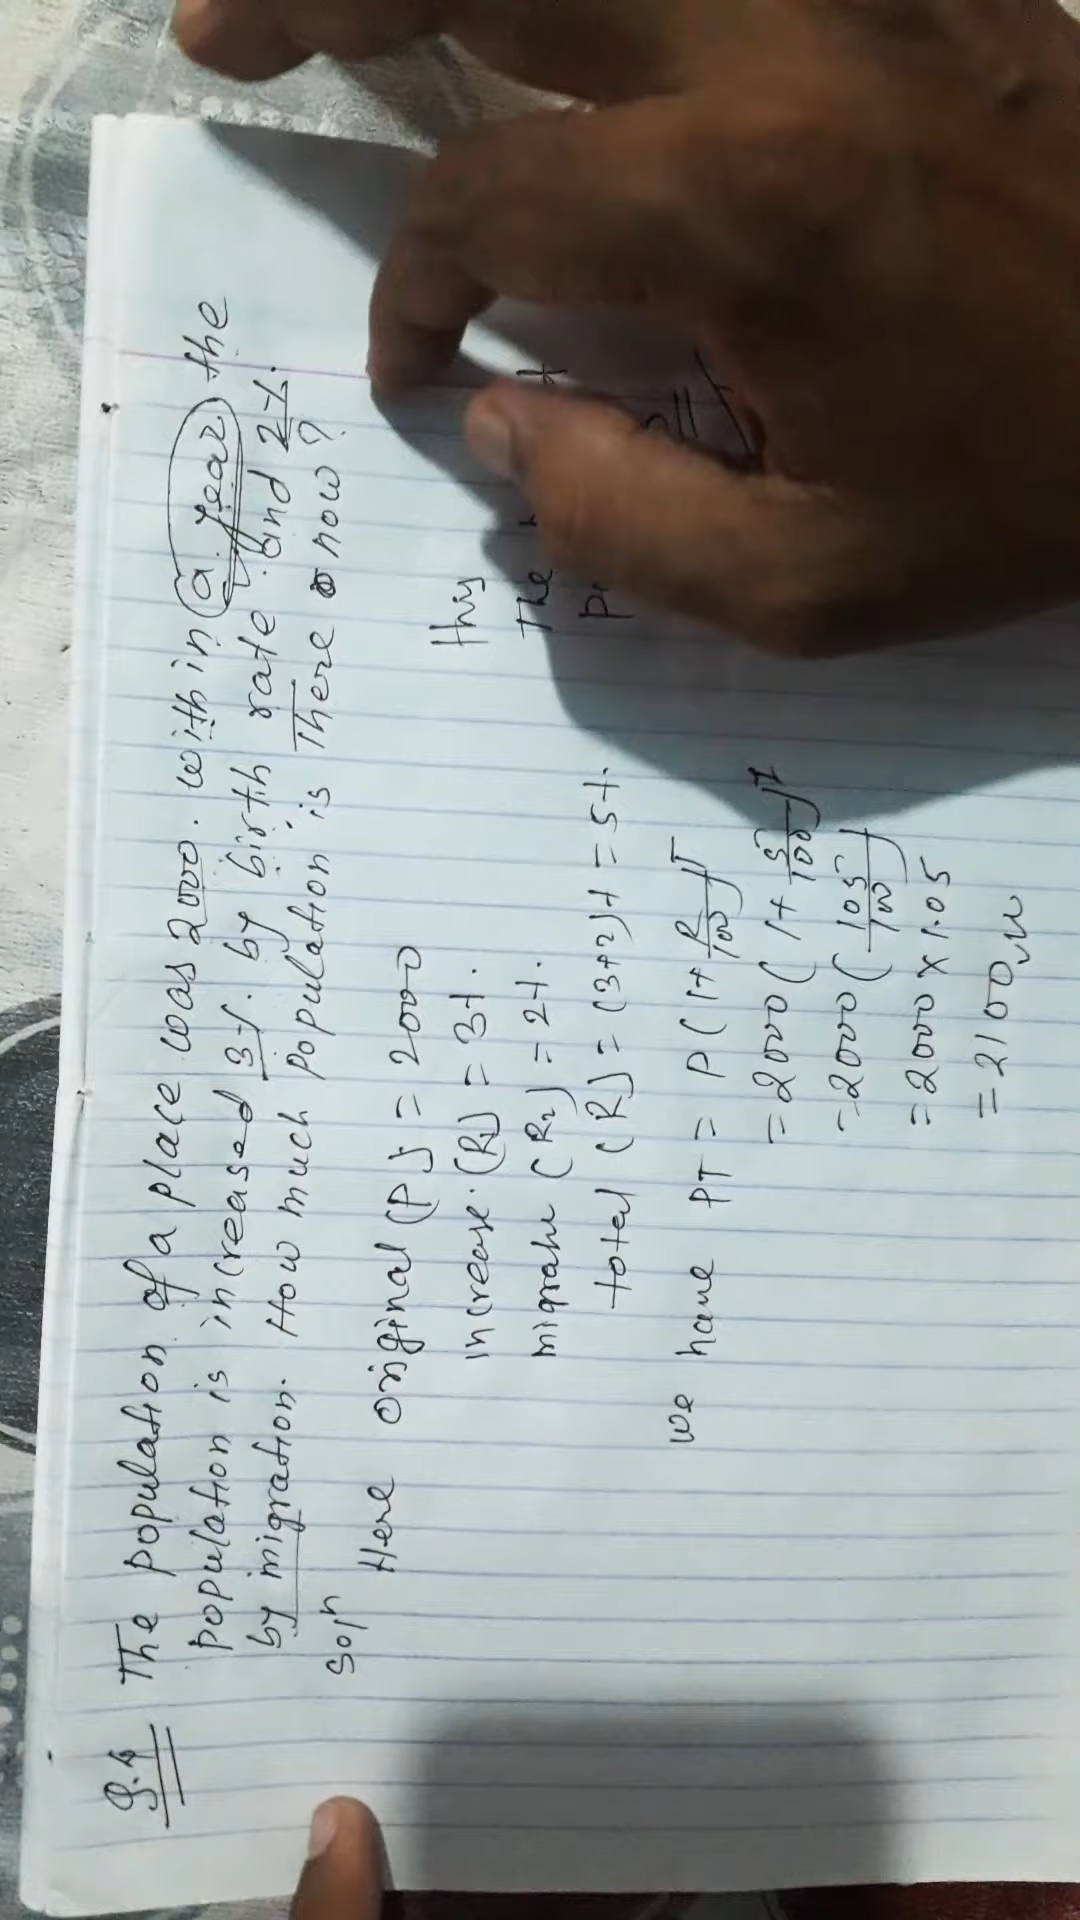 Q.4 The population of a place was 2000. with in a year the
population is increased 3%. by birth rate and 2%.
by migration. How much population is There now ?
Soln
Here original (P) = 2000
increase (R1) = 3%.
migrate (R2) = 2%.
total (R) = (3+2)% = 5%.
we have PT = P(1+R/100)^T
= 2000(1+5/100)^1
= 2000(105/100)
= 2000 × 1.05
= 2100
thus
The